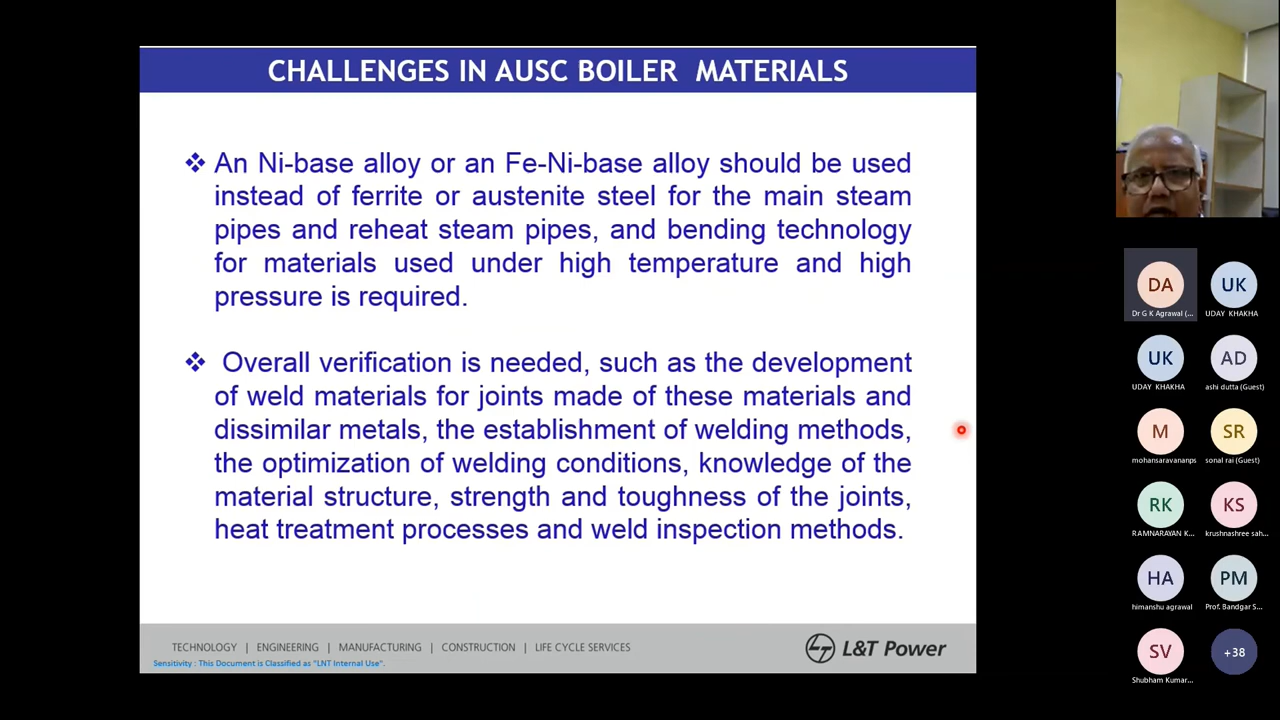 CHALLENGES IN AUSC BOILER MATERIALS
❖ An Ni-base alloy or an Fe-Ni-base alloy should be used
instead of ferrite or austenite steel for the main steam
pipes and reheat steam pipes, and bending technology
for materials used under high temperature and high
pressure is required.
❖ Overall verification is needed, such as the development
of weld materials for joints made of these materials and
dissimilar metals, the establishment of welding methods,
the optimization of welding conditions, knowledge of the
material structure, strength and toughness of the joints,
heat treatment processes and weld inspection methods.
TECHNOLOGY | ENGINEERING | MANUFACTURING | CONSTRUCTION | LIFE CYCLE SERVICES
Sensitivity : This Document is Classified as "LNT Internal Use".
L&T Power
DA UK
Dr G K Agrawal (... UDAY KHAKHA
UK AD
UDAY KHAKHA ashi dutta (Guest)
M SR
mohansaravananps sonal rai (Guest)
RK KS
RAMNARAYAN K... krushnashree sah...
HA PM
himanshu agrawal Prof. Bandgar S...
SV +38
Shubham Kumar...